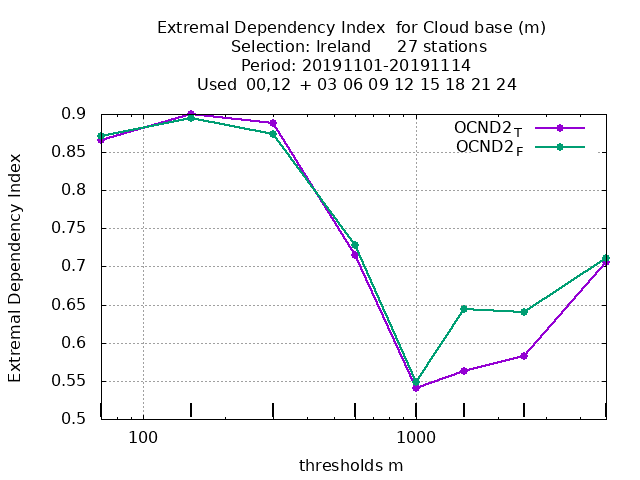 Extremal Dependency Index  for Cloud base (m)
Selection: Ireland     27 stations
Period: 20191101-20191114
Used  00,12  + 03 06 09 12 15 18 21 24
OCND2T
OCND2F
Extremal Dependency Index
0.9
0.85
0.8
0.75
0.7
0.65
0.6
0.55
0.5
100 1000
thresholds m